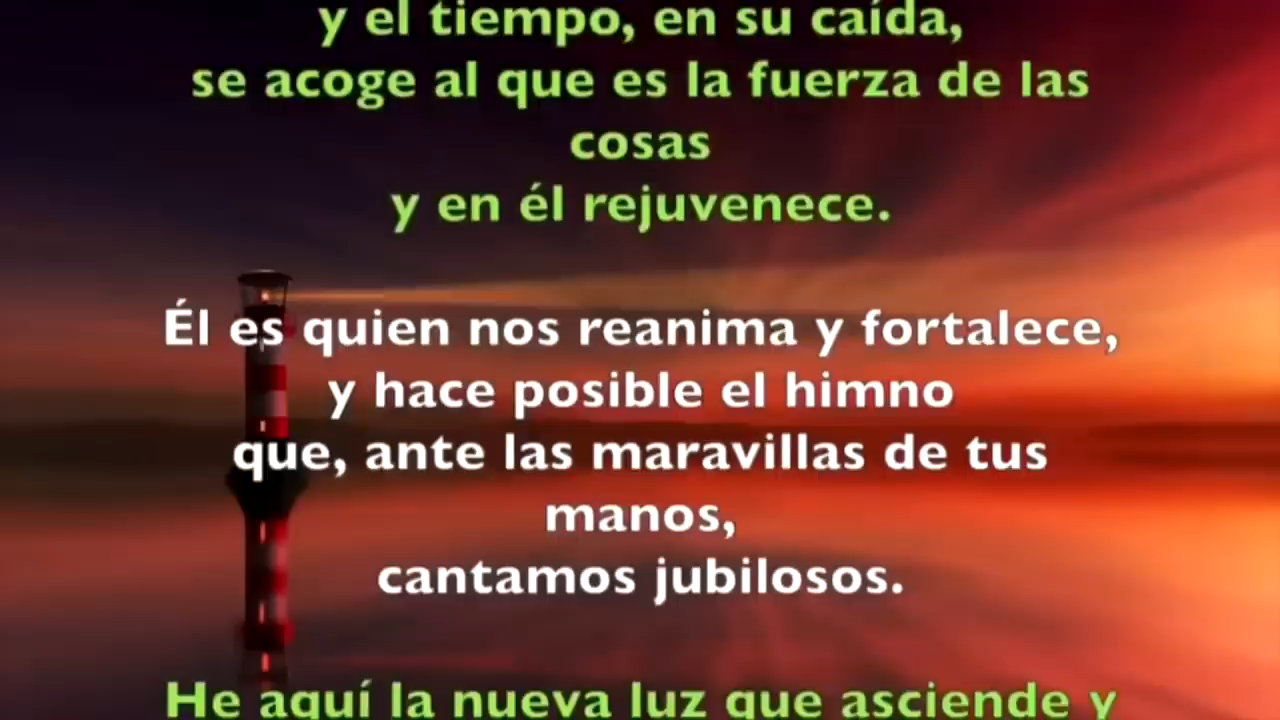 y el tiempo, en su caída,
se acoge al que es la fuerza de las
cosas
y en él rejuvenece.
Él es quien nos reanima y fortalece,
y hace posible el himno
que, ante las maravillas de tus
manos,
cantamos jubilosos.
He aquí la nueva luz que asciende y